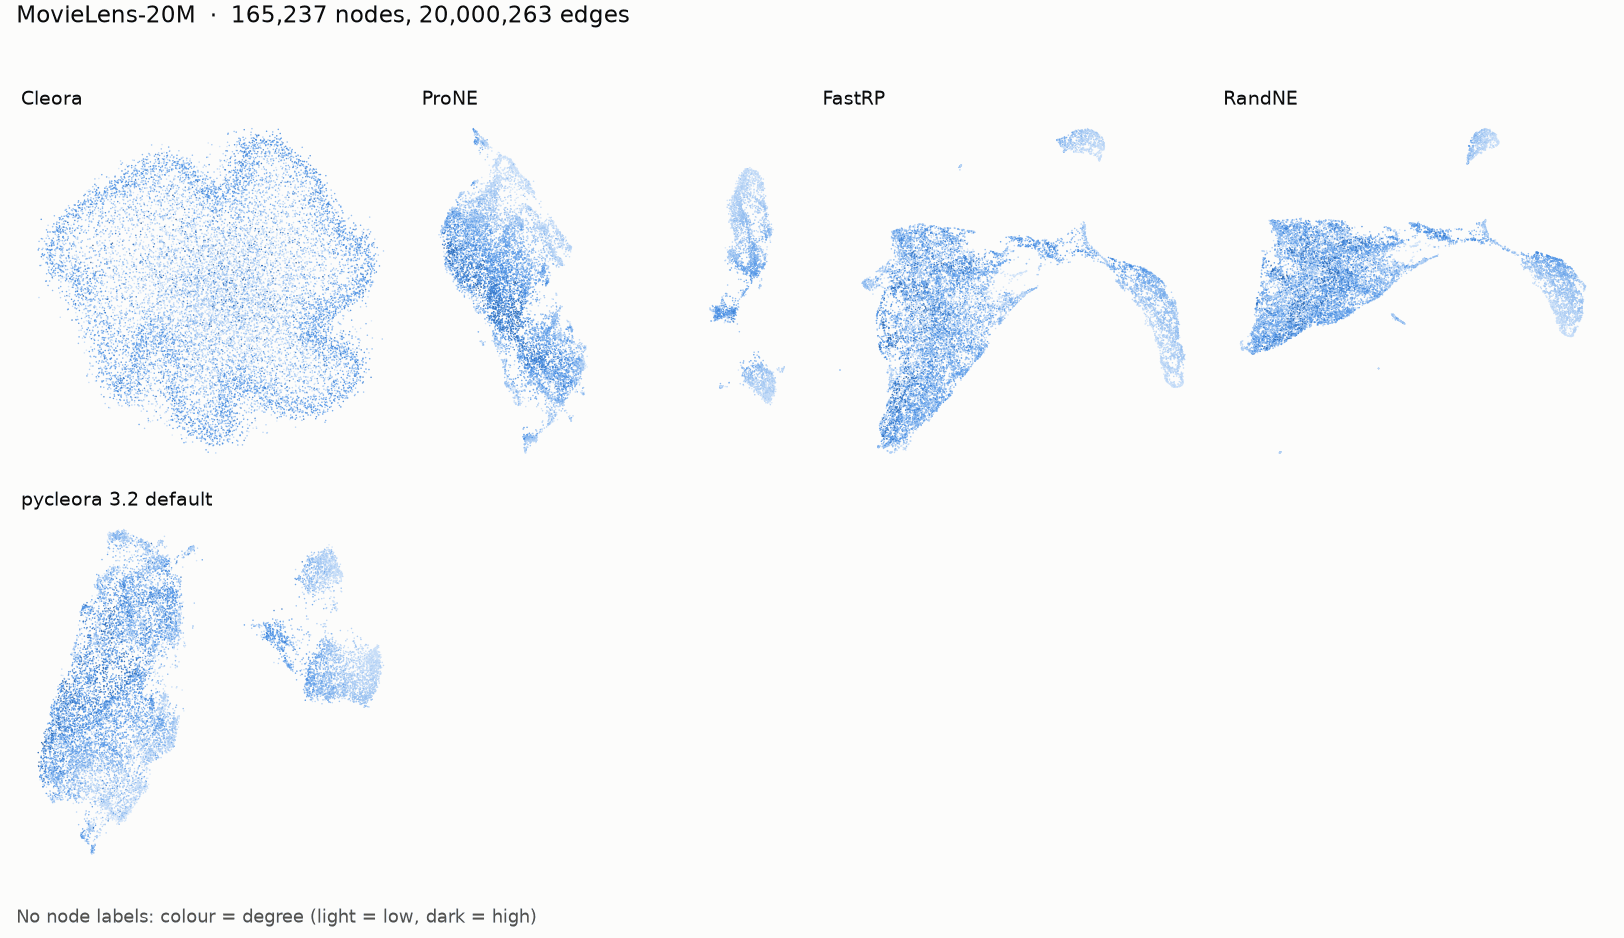 MovieLens-20M · 165,237 nodes, 20,000,263 edges
Cleora
ProNE
FastRP
RandNE
pycleora 3.2 default
No node labels: colour = degree (light = low, dark = high)